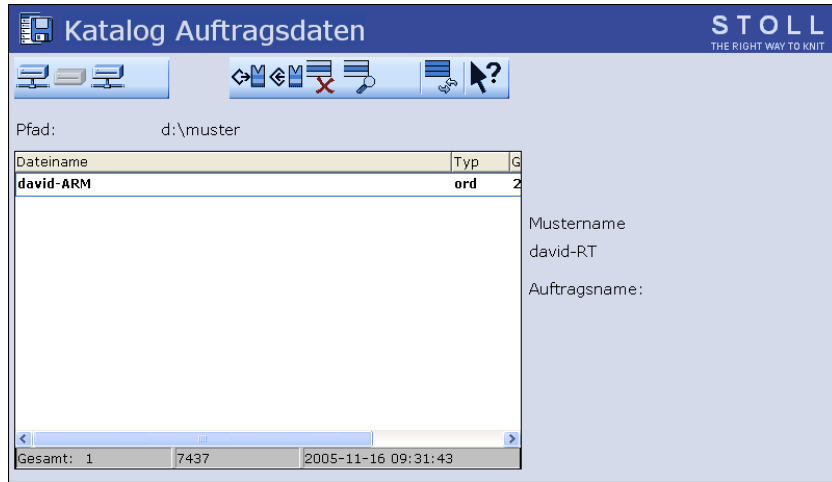 Katalog Auftragsdaten
STOLL
THE RIGHT WAY TO KNIT
?
Pfad: d:\muster
Dateiname Typ G
david-ARM ord 2
Mustername
david-RT
Auftragsname:
Gesamt: 1 7437 2005-11-16 09:31:43